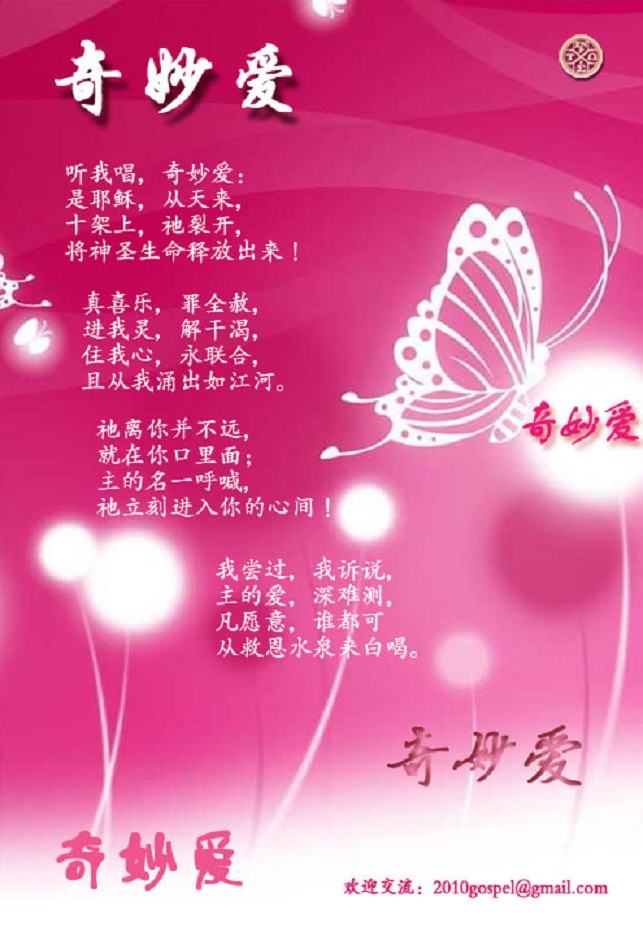 奇妙爱
听我唱，奇妙爱：
是耶稣，从天来，
十架上，祂裂开，
将神圣生命释放出来！
真喜乐，罪全赦，
进我灵，解干渴，
住我心，永联合，
且从我涌出如江河。
奇妙爱
祂离你并不远，
就在你口里面；
主的名一呼喊，
祂立刻进入你的心间！
我尝过，我诉说，
主的爱，深难测，
凡愿意，谁都可
从救恩水泉来白喝。
奇妙爱
奇妙爱
欢迎交流：2010gospel@gmail.com